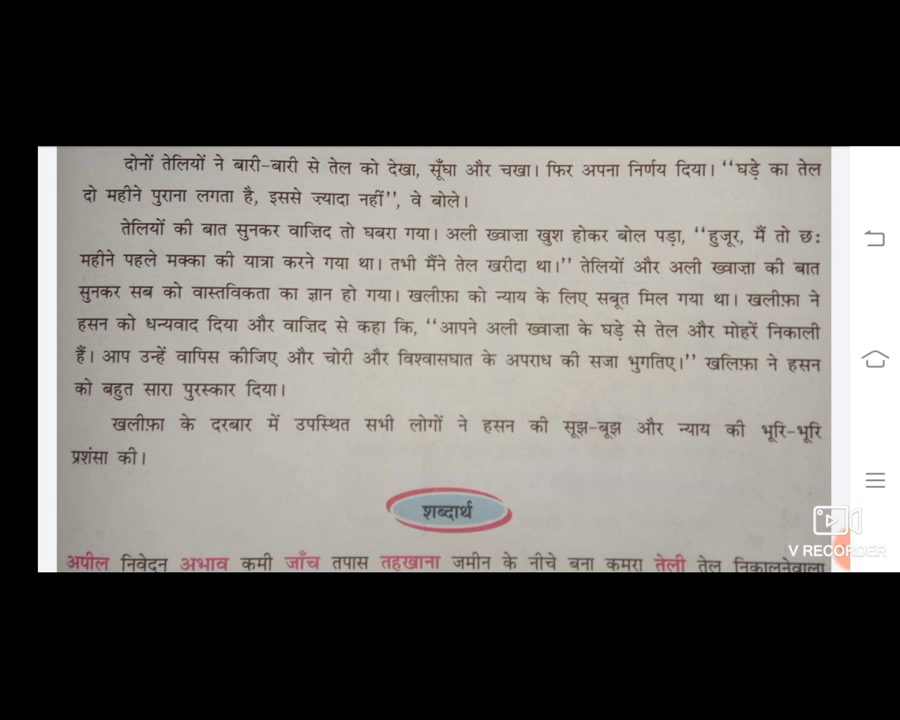 दोनों तेलियों ने बारी-बारी से तेल को देखा, सूँघा और चखा। फिर अपना निर्णय दिया। ‘‘घड़े का तेल
दो महीने पुराना लगता है, इससे ज़्यादा नहीं’’, वे बोले।
तेलियों की बात सुनकर वाज़िद तो घबरा गया। अली ख्वाज़ा खुश होकर बोल पड़ा, ‘‘हुजूर, मैं तो छः
महीने पहले मक्का की यात्रा करने गया था। तभी मैंने तेल खरीदा था।’’ तेलियों और अली ख्वाज़ा की बात
सुनकर सब को वास्तविकता का ज्ञान हो गया। खलीफ़ा को न्याय के लिए सबूत मिल गया था। खलीफ़ा ने
हसन को धन्यवाद दिया और वाज़िद से कहा कि, ‘‘आपने अली ख्वाज़ा के घड़े से तेल और मोहरें निकाली
हैं। आप उन्हें वापिस कीजिए और चोरी और विश्वासघात के अपराध की सजा भुगतिए।’’ खलिफ़ा ने हसन
को बहुत सारा पुरस्कार दिया।
खलीफ़ा के दरबार में उपस्थित सभी लोगों ने हसन की सूझ-बूझ और न्याय की भूरि-भूरि
प्रशंसा की।
शब्दार्थ
अपील निवेदन अभाव कमी जाँच तपास तहखाना जमीन के नीचे बना कमरा तेली तेल निकालनेवाला
V RECORDER